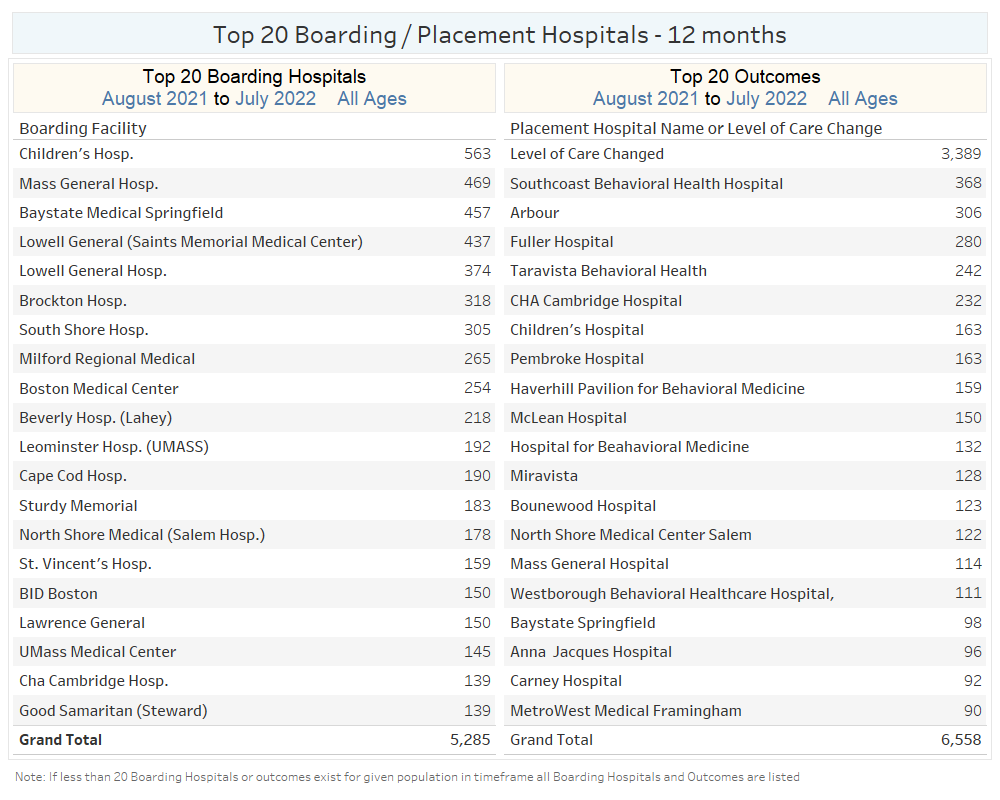 Top 20 Boarding / Placement Hospitals - 12 months
Top 20 Boarding Hospitals
August 2021 to July 2022 All Ages
Boarding Facility
Children's Hosp. 563
Mass General Hosp. 469
Baystate Medical Springfield 457
Lowell General (Saints Memorial Medical Center) 437
Lowell General Hosp. 374
Brockton Hosp. 318
South Shore Hosp. 305
Milford Regional Medical 265
Boston Medical Center 254
Beverly Hosp. (Lahey) 218
Leominster Hosp. (UMASS) 192
Cape Cod Hosp. 190
Sturdy Memorial 183
North Shore Medical (Salem Hosp.) 178
St. Vincent's Hosp. 159
BID Boston 150
Lawrence General 150
UMass Medical Center 145
Cha Cambridge Hosp. 139
Good Samaritan (Steward) 139
Grand Total 5,285
Top 20 Outcomes
August 2021 to July 2022 All Ages
Placement Hospital Name or Level of Care Change
Level of Care Changed 3,389
Southcoast Behavioral Health Hospital 368
Arbour 306
Fuller Hospital 280
Taravista Behavioral Health 242
CHA Cambridge Hospital 232
Children's Hospital 163
Pembroke Hospital 163
Haverhill Pavilion for Behavioral Medicine 159
McLean Hospital 150
Hospital for Beahavioral Medicine 132
Miravista 128
Bounewood Hospital 123
North Shore Medical Center Salem 122
Mass General Hospital 114
Westborough Behavioral Healthcare Hospital, 111
Baystate Springfield 98
Anna  Jacques Hospital 96
Carney Hospital 92
MetroWest Medical Framingham 90
Grand Total 6,558
Note: If less than 20 Boarding Hospitals or outcomes exist for given population in timeframe all Boarding Hospitals and Outcomes are listed